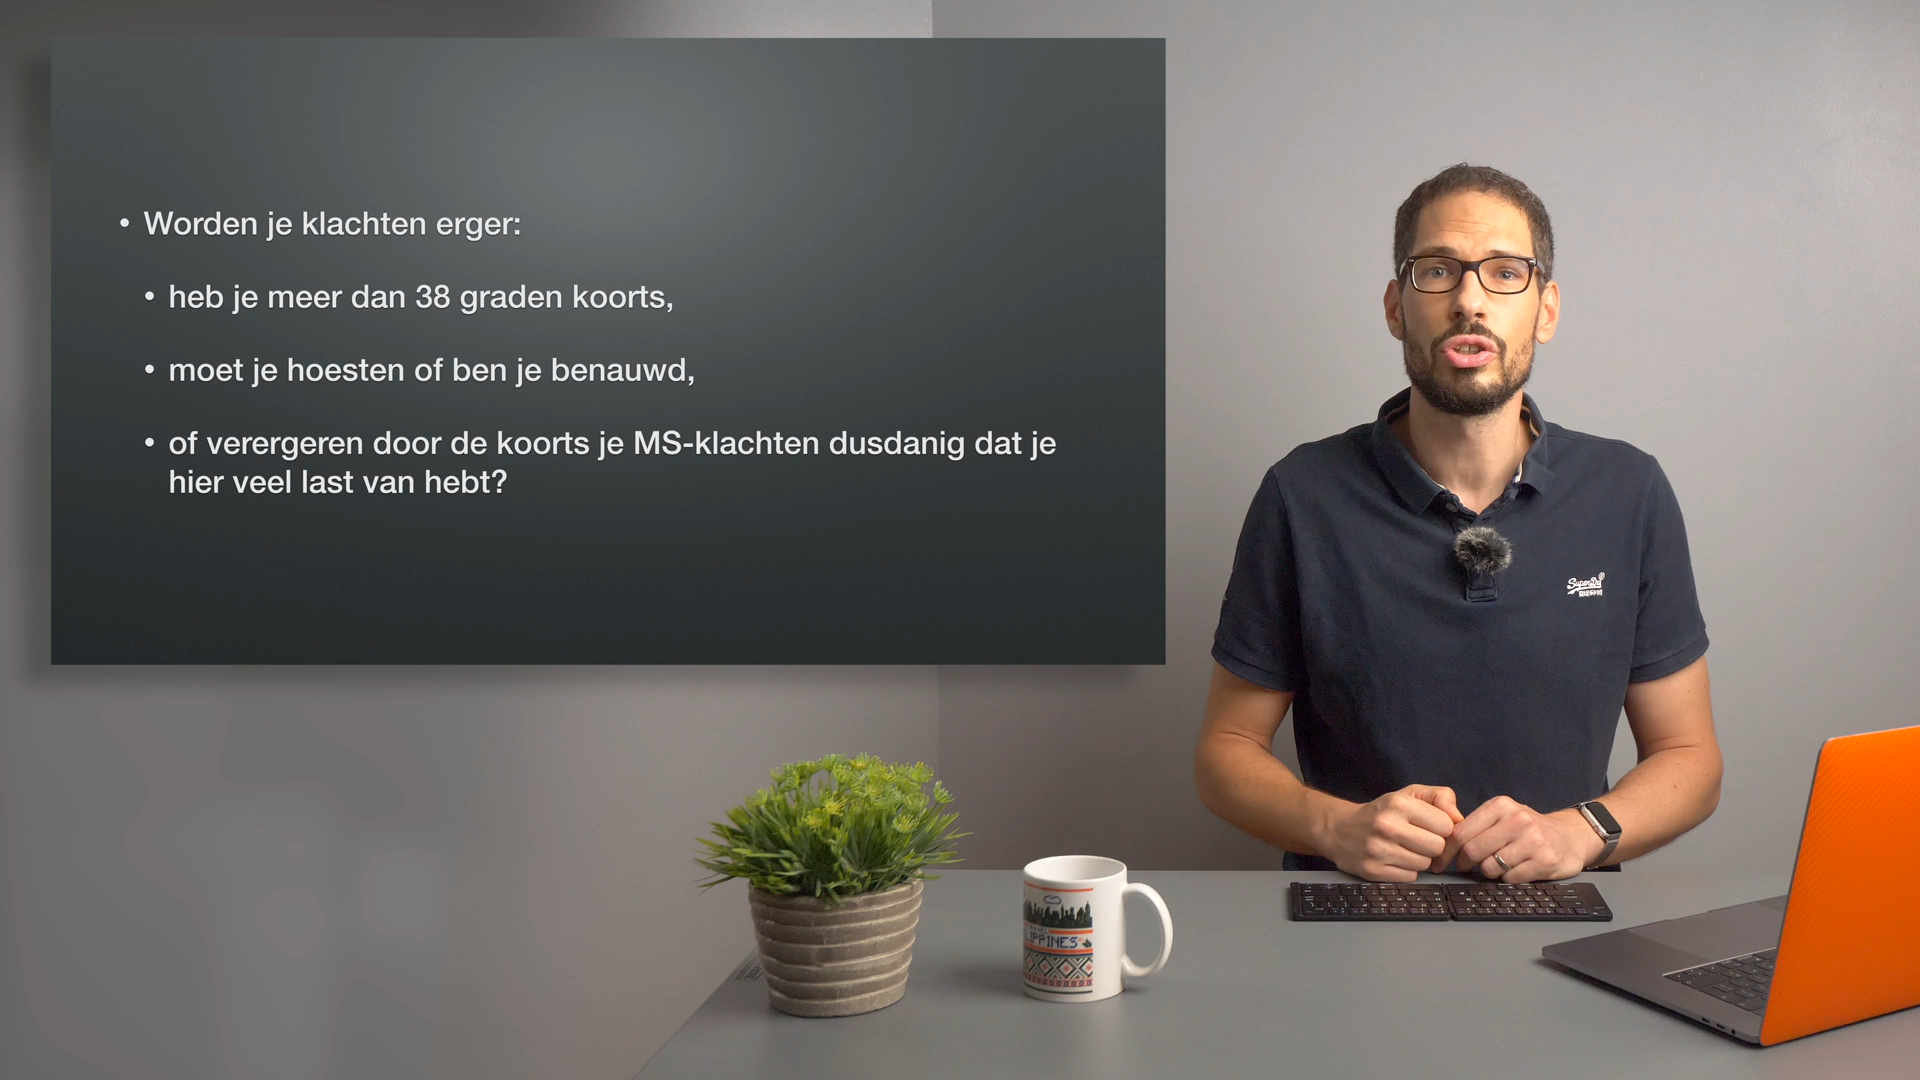 • Worden je klachten erger:
• heb je meer dan 38 graden koorts,
• moet je hoesten of ben je benauwd,
• of verergeren door de koorts je MS-klachten dusdanig dat je
hier veel last van hebt?